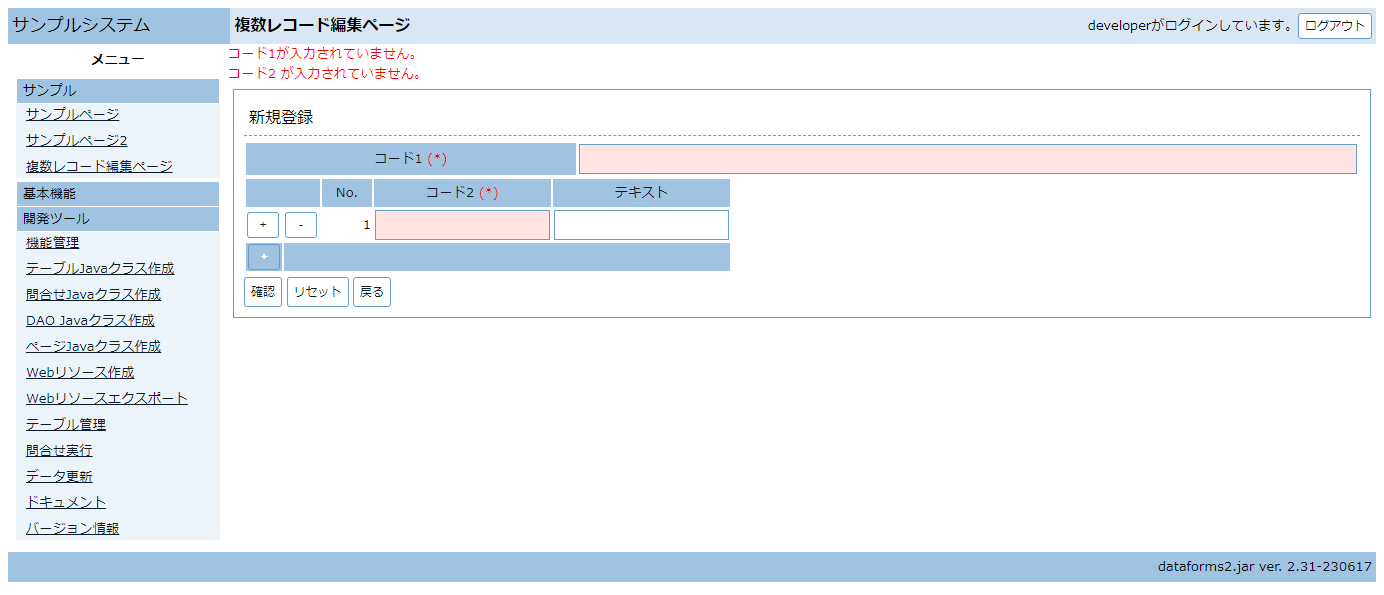 サンプルシステム
複数レコード編集ページ
developerがログインしています。 ログアウト
メニュー
サンプル
サンプルページ
サンプルページ2
複数レコード編集ページ
基本機能
開発ツール
機能管理
テーブルJavaクラス作成
問合せJavaクラス作成
DAO Javaクラス作成
ページJavaクラス作成
Webリソース作成
Webリソースエクスポート
テーブル管理
問合せ実行
データ更新
ドキュメント
バージョン情報
コード1が入力されていません。
コード2 が入力されていません。
新規登録
コード1 (*)
No. コード2 (*) テキスト
+ - 1
+
確認 リセット 戻る
dataforms2.jar ver. 2.31-230617